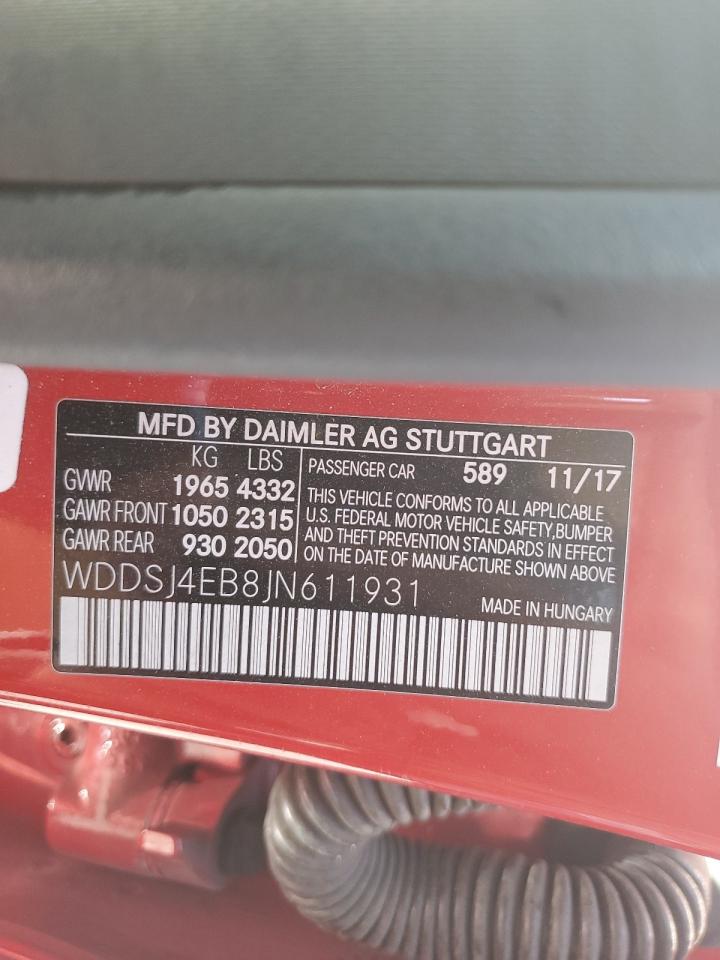 MFD BY DAIMLER AG STUTTGART
KG LBS
GVWR 1965 4332
GAWR FRONT 1050 2315
GAWR REAR 930 2050
PASSENGER CAR 589 11/17
THIS VEHICLE CONFORMS TO ALL APPLICABLE
U.S. FEDERAL MOTOR VEHICLE SAFETY,BUMPER
AND THEFT PREVENTION STANDARDS IN EFFECT
ON THE DATE OF MANUFACTURE SHOWN ABOVE
WDDSJ4EB8JN611931
MADE IN HUNGARY